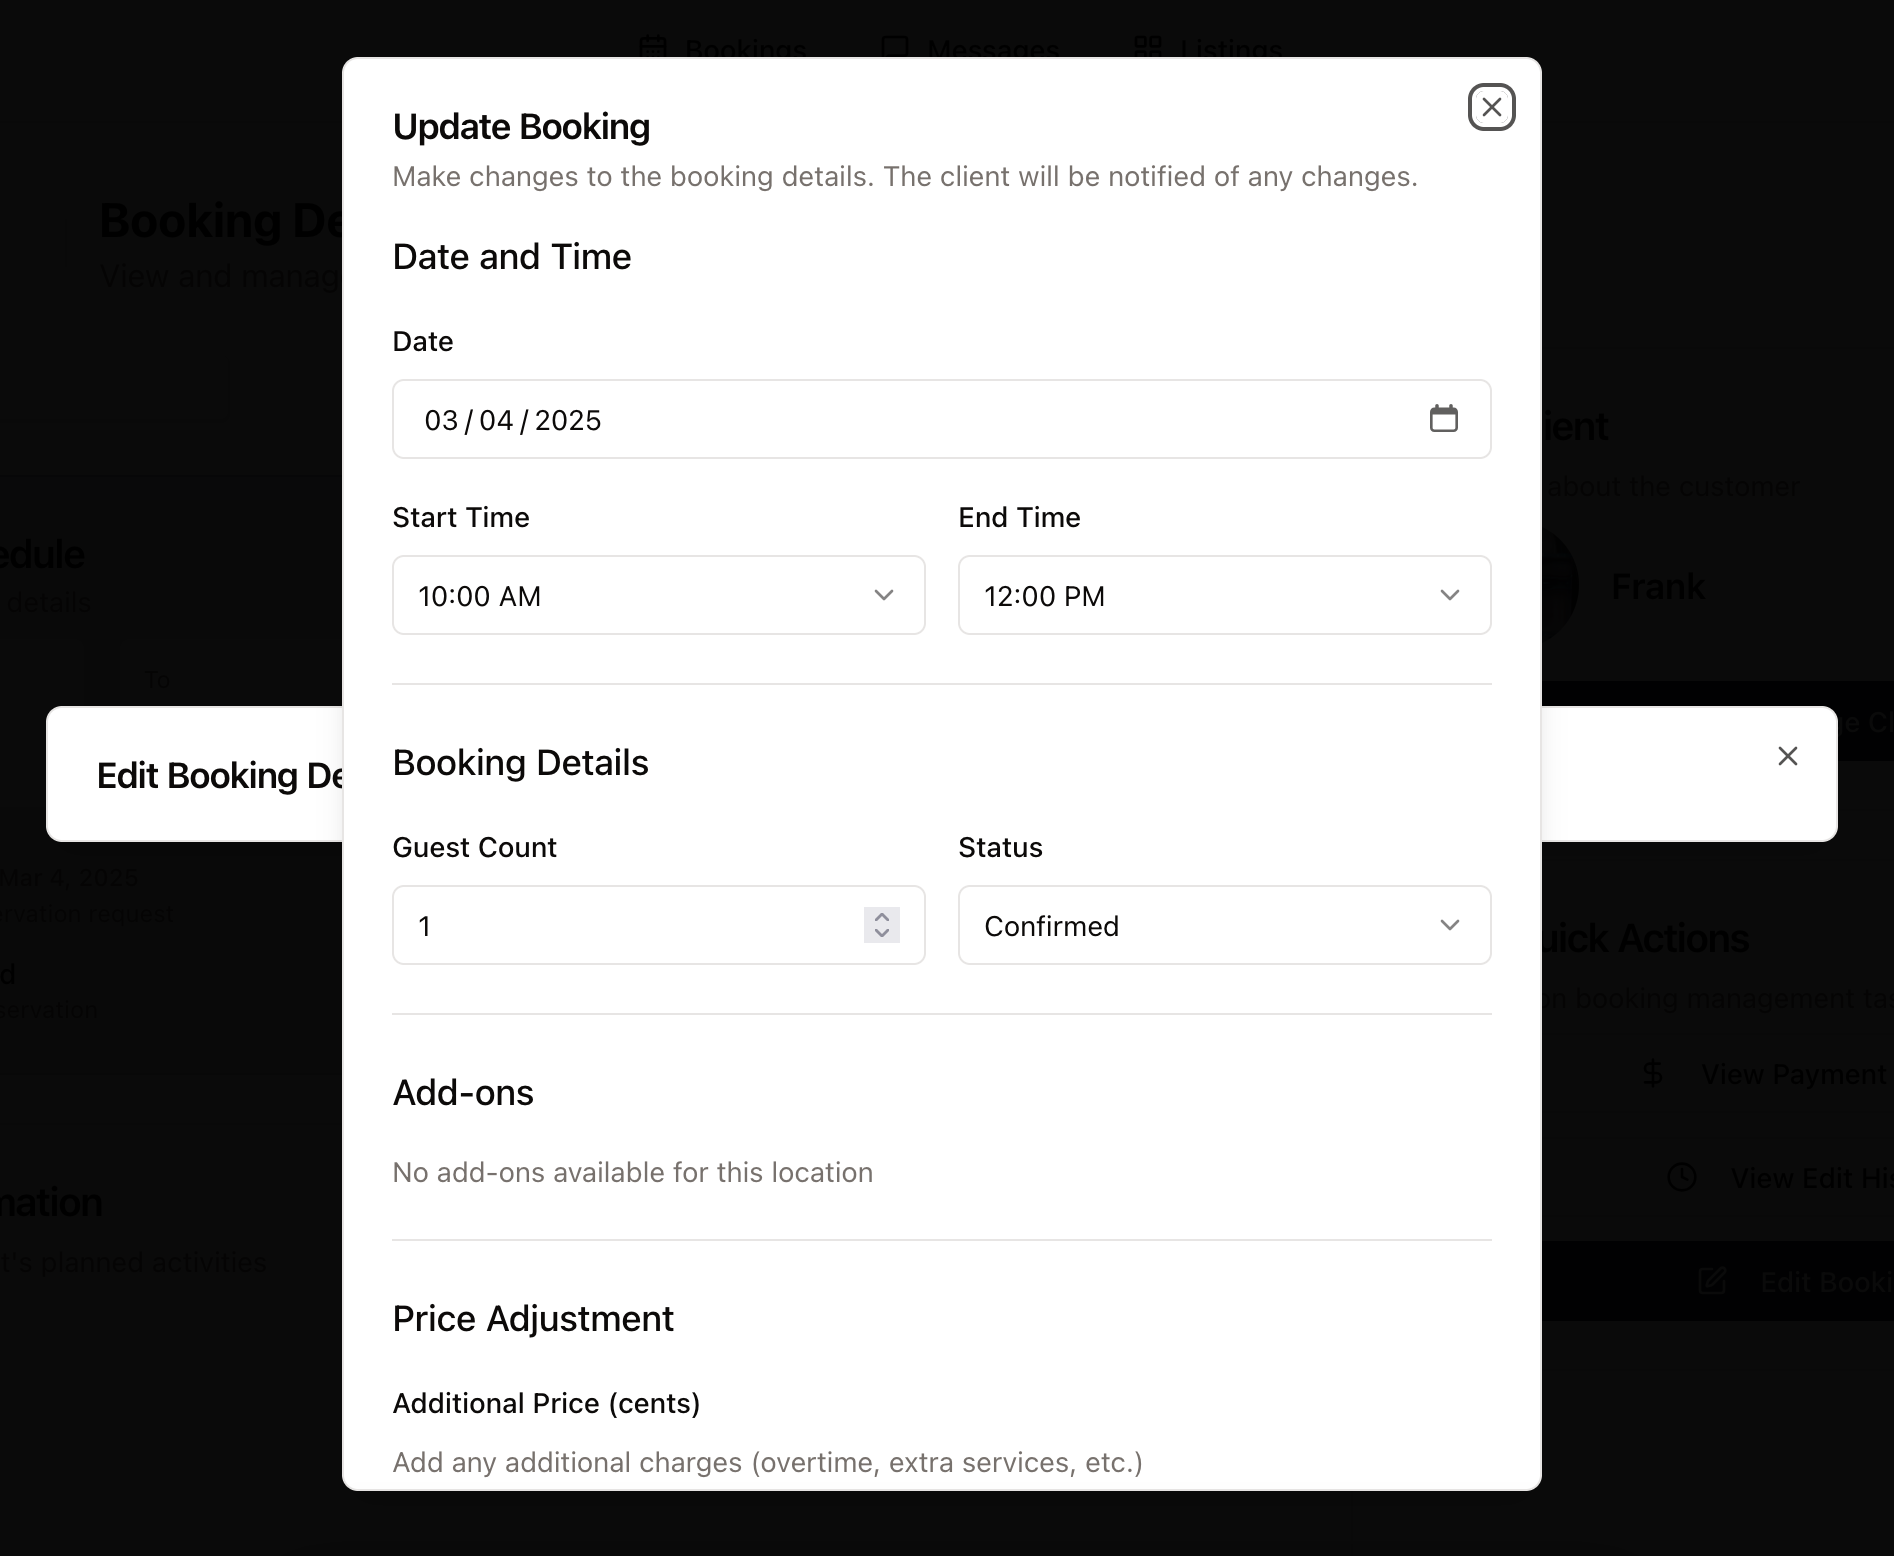 Bookings
Messages
Listings
Update Booking
Make changes to the booking details. The client will be notified of any changes.
Booking De
View and manag
Date and Time
Date
03/04/2025
ient
about the customer
Start Time
End Time
edule
10:00 AM
12:00 PM
details
Frank
To
e C
Booking Details
Edit Booking De
Guest Count
Status
Mar 4, 2025
ervation request
1
Confirmed
uick Actions
d
servation
on booking management tas
Add-ons
View Payment
No add-ons available for this location
View Edit His
mation
t's planned activities
Edit Booki
Price Adjustment
Additional Price (cents)
Add any additional charges (overtime, extra services, etc.)